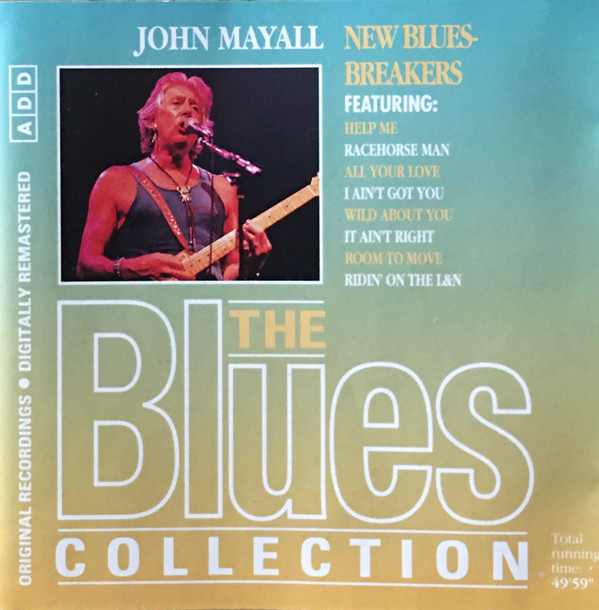 JOHN MAYALL
NEW BLUES-
BREAKERS
FEATURING:
HELP ME
RACEHORSE MAN
ALL YOUR LOVE
I AIN'T GOT YOU
WILD ABOUT YOU
IT AIN'T RIGHT
ROOM TO MOVE
RIDIN' ON THE L&N
ADD
ORIGINAL RECORDINGS ● DIGITALLY REMASTERED
THE
Blues
COLLECTION
Total
running
time:
49'59"